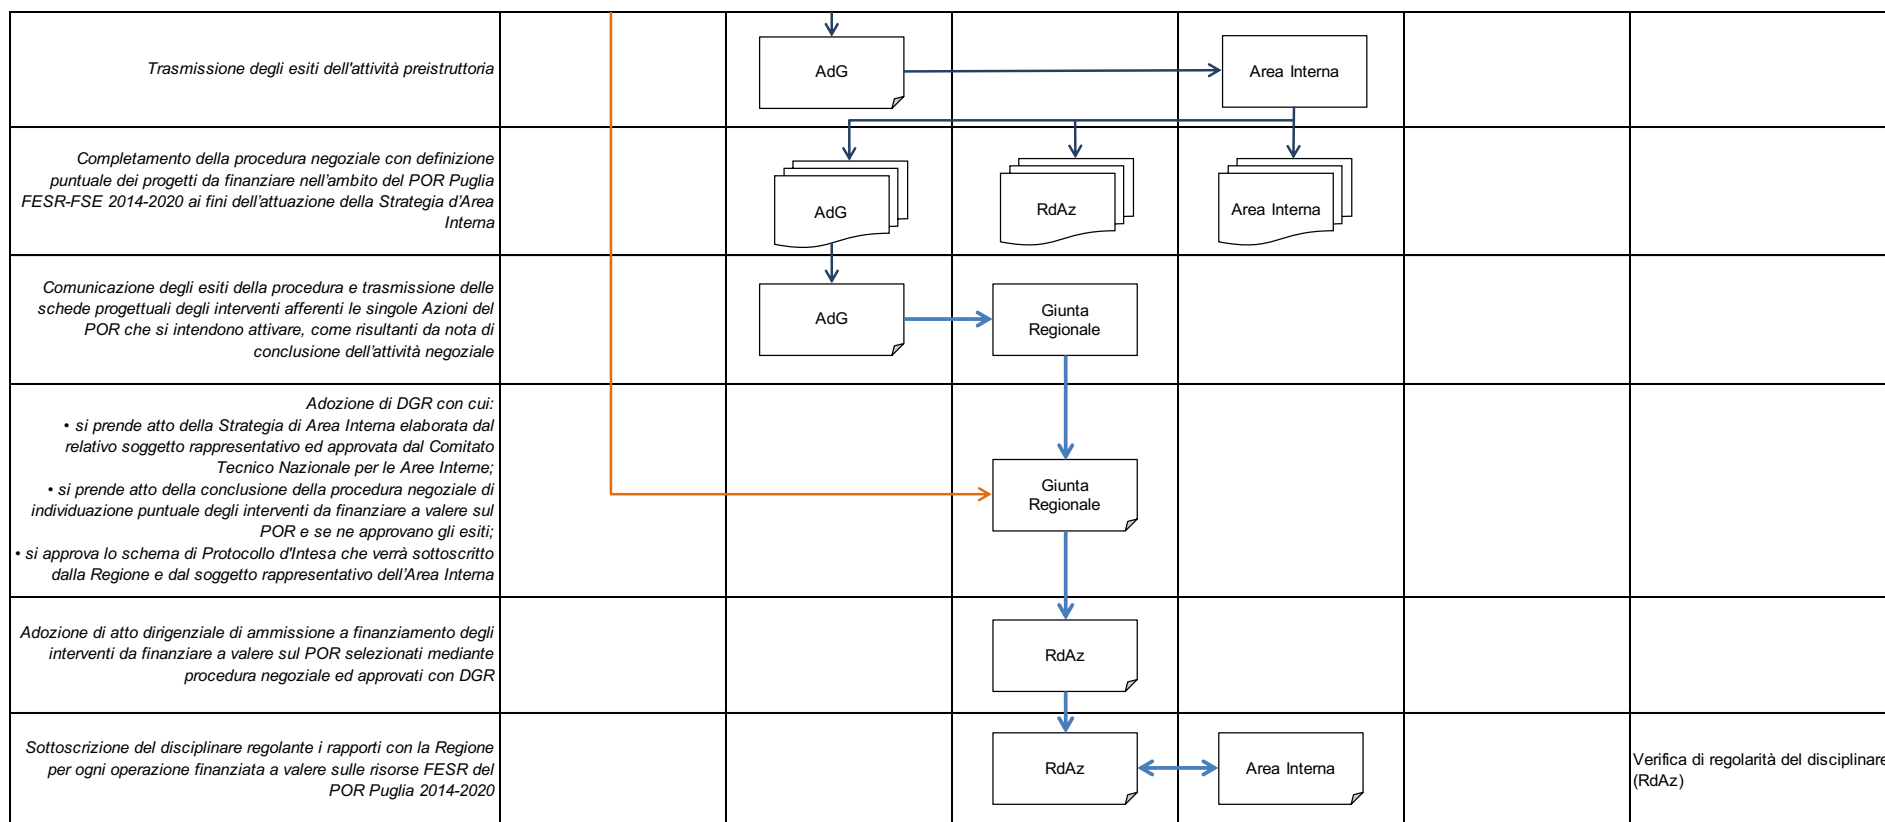 Trasmissione degli esiti dell'attività preistruttoria
AdG
Area Interna
Completamento della procedura negoziale con definizione
puntuale dei progetti da finanziare nell'ambito del POR Puglia
FESR-FSE 2014-2020 ai fini dell'attuazione della Strategia d'Area
Interna
AdG
RdAz
Area Interna
Comunicazione degli esiti della procedura e trasmissione delle
schede progettuali degli interventi afferenti le singole Azioni del
POR che si intendono attivare, come risultanti da nota di
conclusione dell'attività negoziale
AdG
Giunta
Regionale
Adozione di DGR con cui:
• si prende atto della Strategia di Area Interna elaborata dal
relativo soggetto rappresentativo ed approvata dal Comitato
Tecnico Nazionale per le Aree Interne;
• si prende atto della conclusione della procedura negoziale di
individuazione puntuale degli interventi da finanziare a valere sul
POR e se ne approvano gli esiti;
• si approva lo schema di Protocollo d'Intesa che verrà sottoscritto
dalla Regione e dal soggetto rappresentativo dell'Area Interna
Giunta
Regionale
Adozione di atto dirigenziale di ammissione a finanziamento degli
interventi da finanziare a valere sul POR selezionati mediante
procedura negoziale ed approvati con DGR
RdAz
Sottoscrizione del disciplinare regolante i rapporti con la Regione
per ogni operazione finanziata a valere sulle risorse FESR del
POR Puglia 2014-2020
RdAz
Area Interna
Verifica di regolarità del disciplinare
(RdAz)